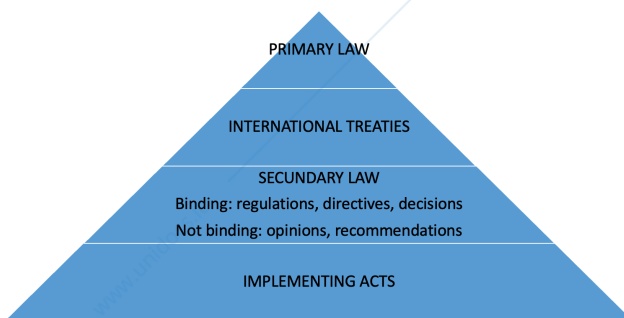 PRIMARY LAW
INTERNATIONAL TREATIES
SECUNDARY LAW
Binding: regulations, directives, decisions
Not binding: opinions, recommendations
IMPLEMENTING ACTS